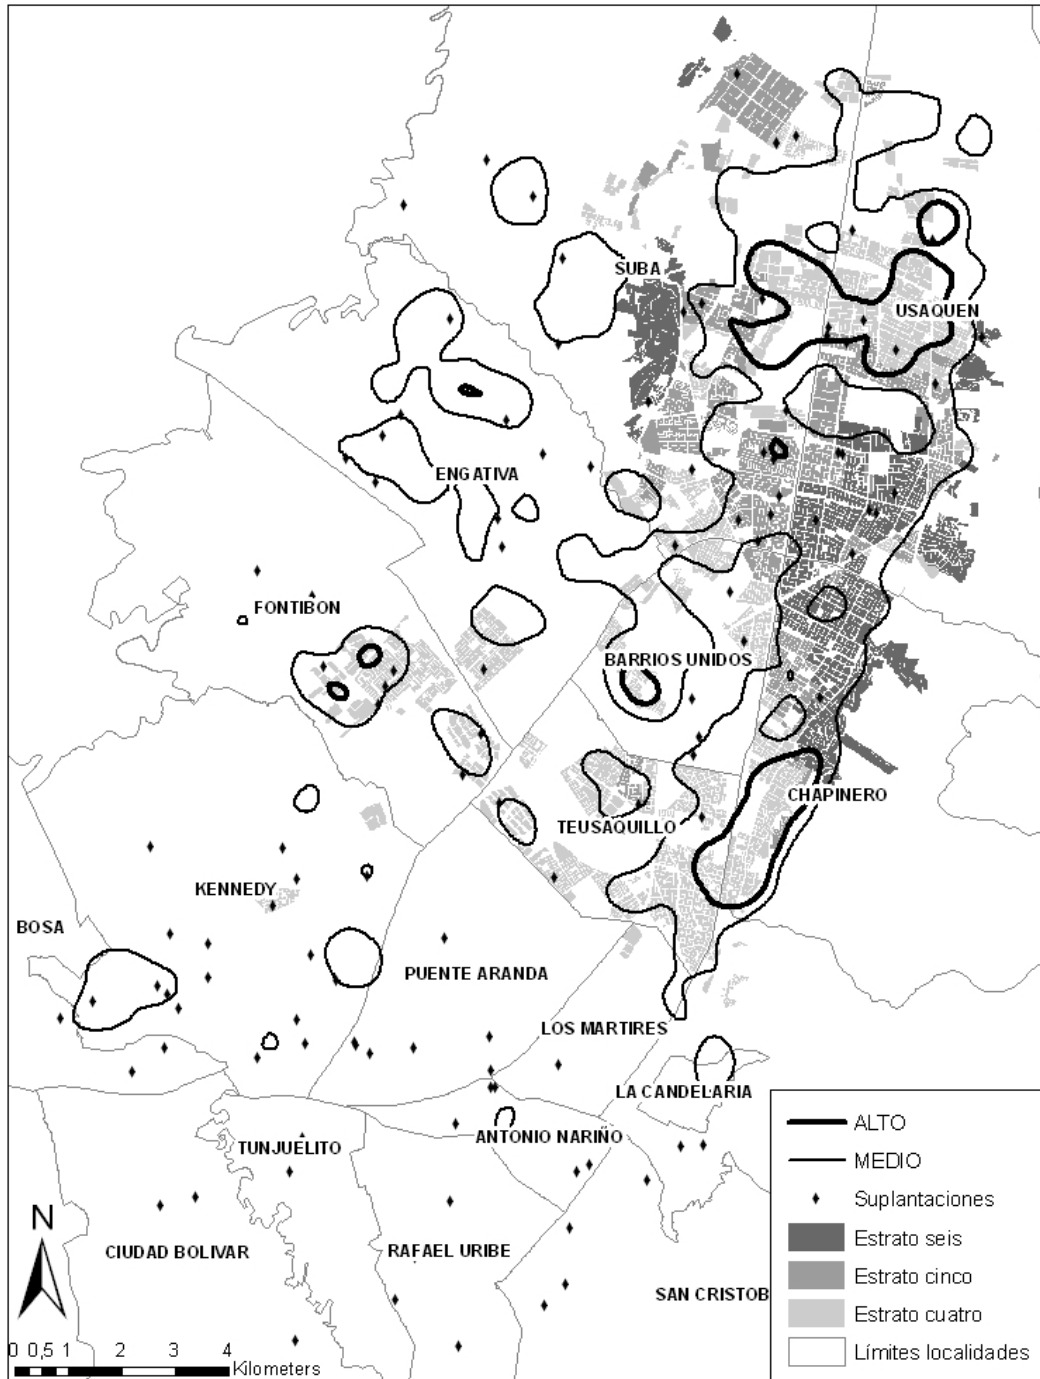 SUBA
USAQUEN
ENGATIVA
FONTIBON
BARRIOS UNIDOS
CHAPINERO
TEUSAQUILLO
KENNEDY
BOSA
PUENTE ARANDA
LOS MARTIRES
LA CANDELARIA
ANTONIO NARIÑO
TUNJUELITO
CIUDAD BOLIVAR
RAFAEL URIBE
SAN CRISTOB
N
0 0,5 1 2 3 4
Kilometers
ALTO
MEDIO
Suplantaciones
Estrato seis
Estrato cinco
Estrato cuatro
Límites localidades